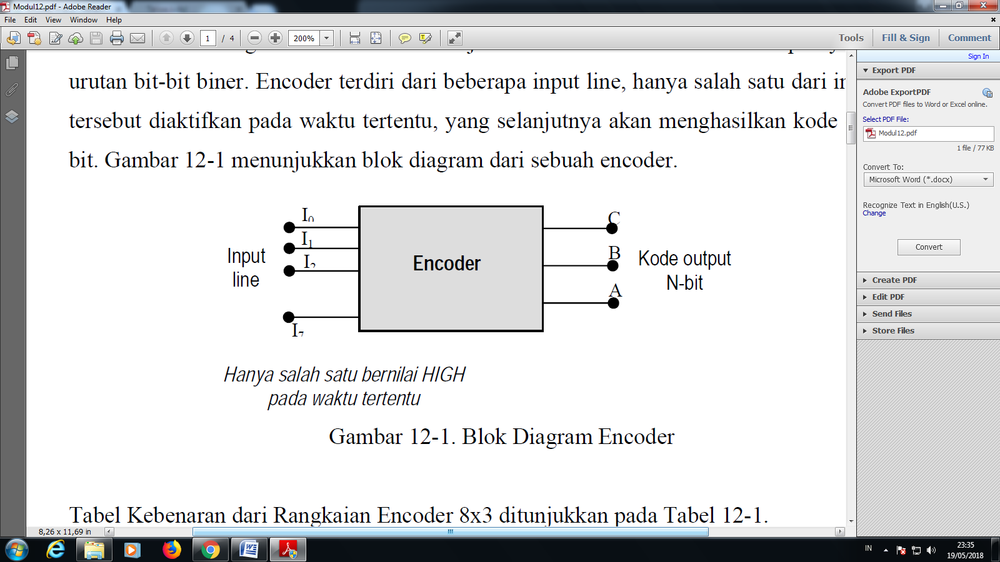 Modul12.pdf - Adobe Reader
File Edit View Window Help
1 / 4 200% Tools Fill & Sign Comment
Sign In
Export PDF
Adobe ExportPDF
Convert PDF files to Word or Excel online.
Select PDF File:
Modul12.pdf
1 file / 77 KB
Convert To:
Microsoft Word (*.docx)
Recognize Text in English(U.S.)
Change
Convert
Create PDF
Edit PDF
Send Files
Store Files
urutan bit-bit biner. Encoder terdiri dari beberapa input line, hanya salah satu dari
tersebut diaktifkan pada waktu tertentu, yang selanjutnya akan menghasilkan kode
bit. Gambar 12-1 menunjukkan blok diagram dari sebuah encoder.
I0
I1
I2
I7
Input
line
Encoder
C
B
A
Kode output
N-bit
Hanya salah satu bernilai HIGH
pada waktu tertentu
Gambar 12-1. Blok Diagram Encoder
Tabel Kebenaran dari Rangkaian Encoder 8x3 ditunjukkan pada Tabel 12-1.
8,26 x 11,69 in
IN
23:35
19/05/2018